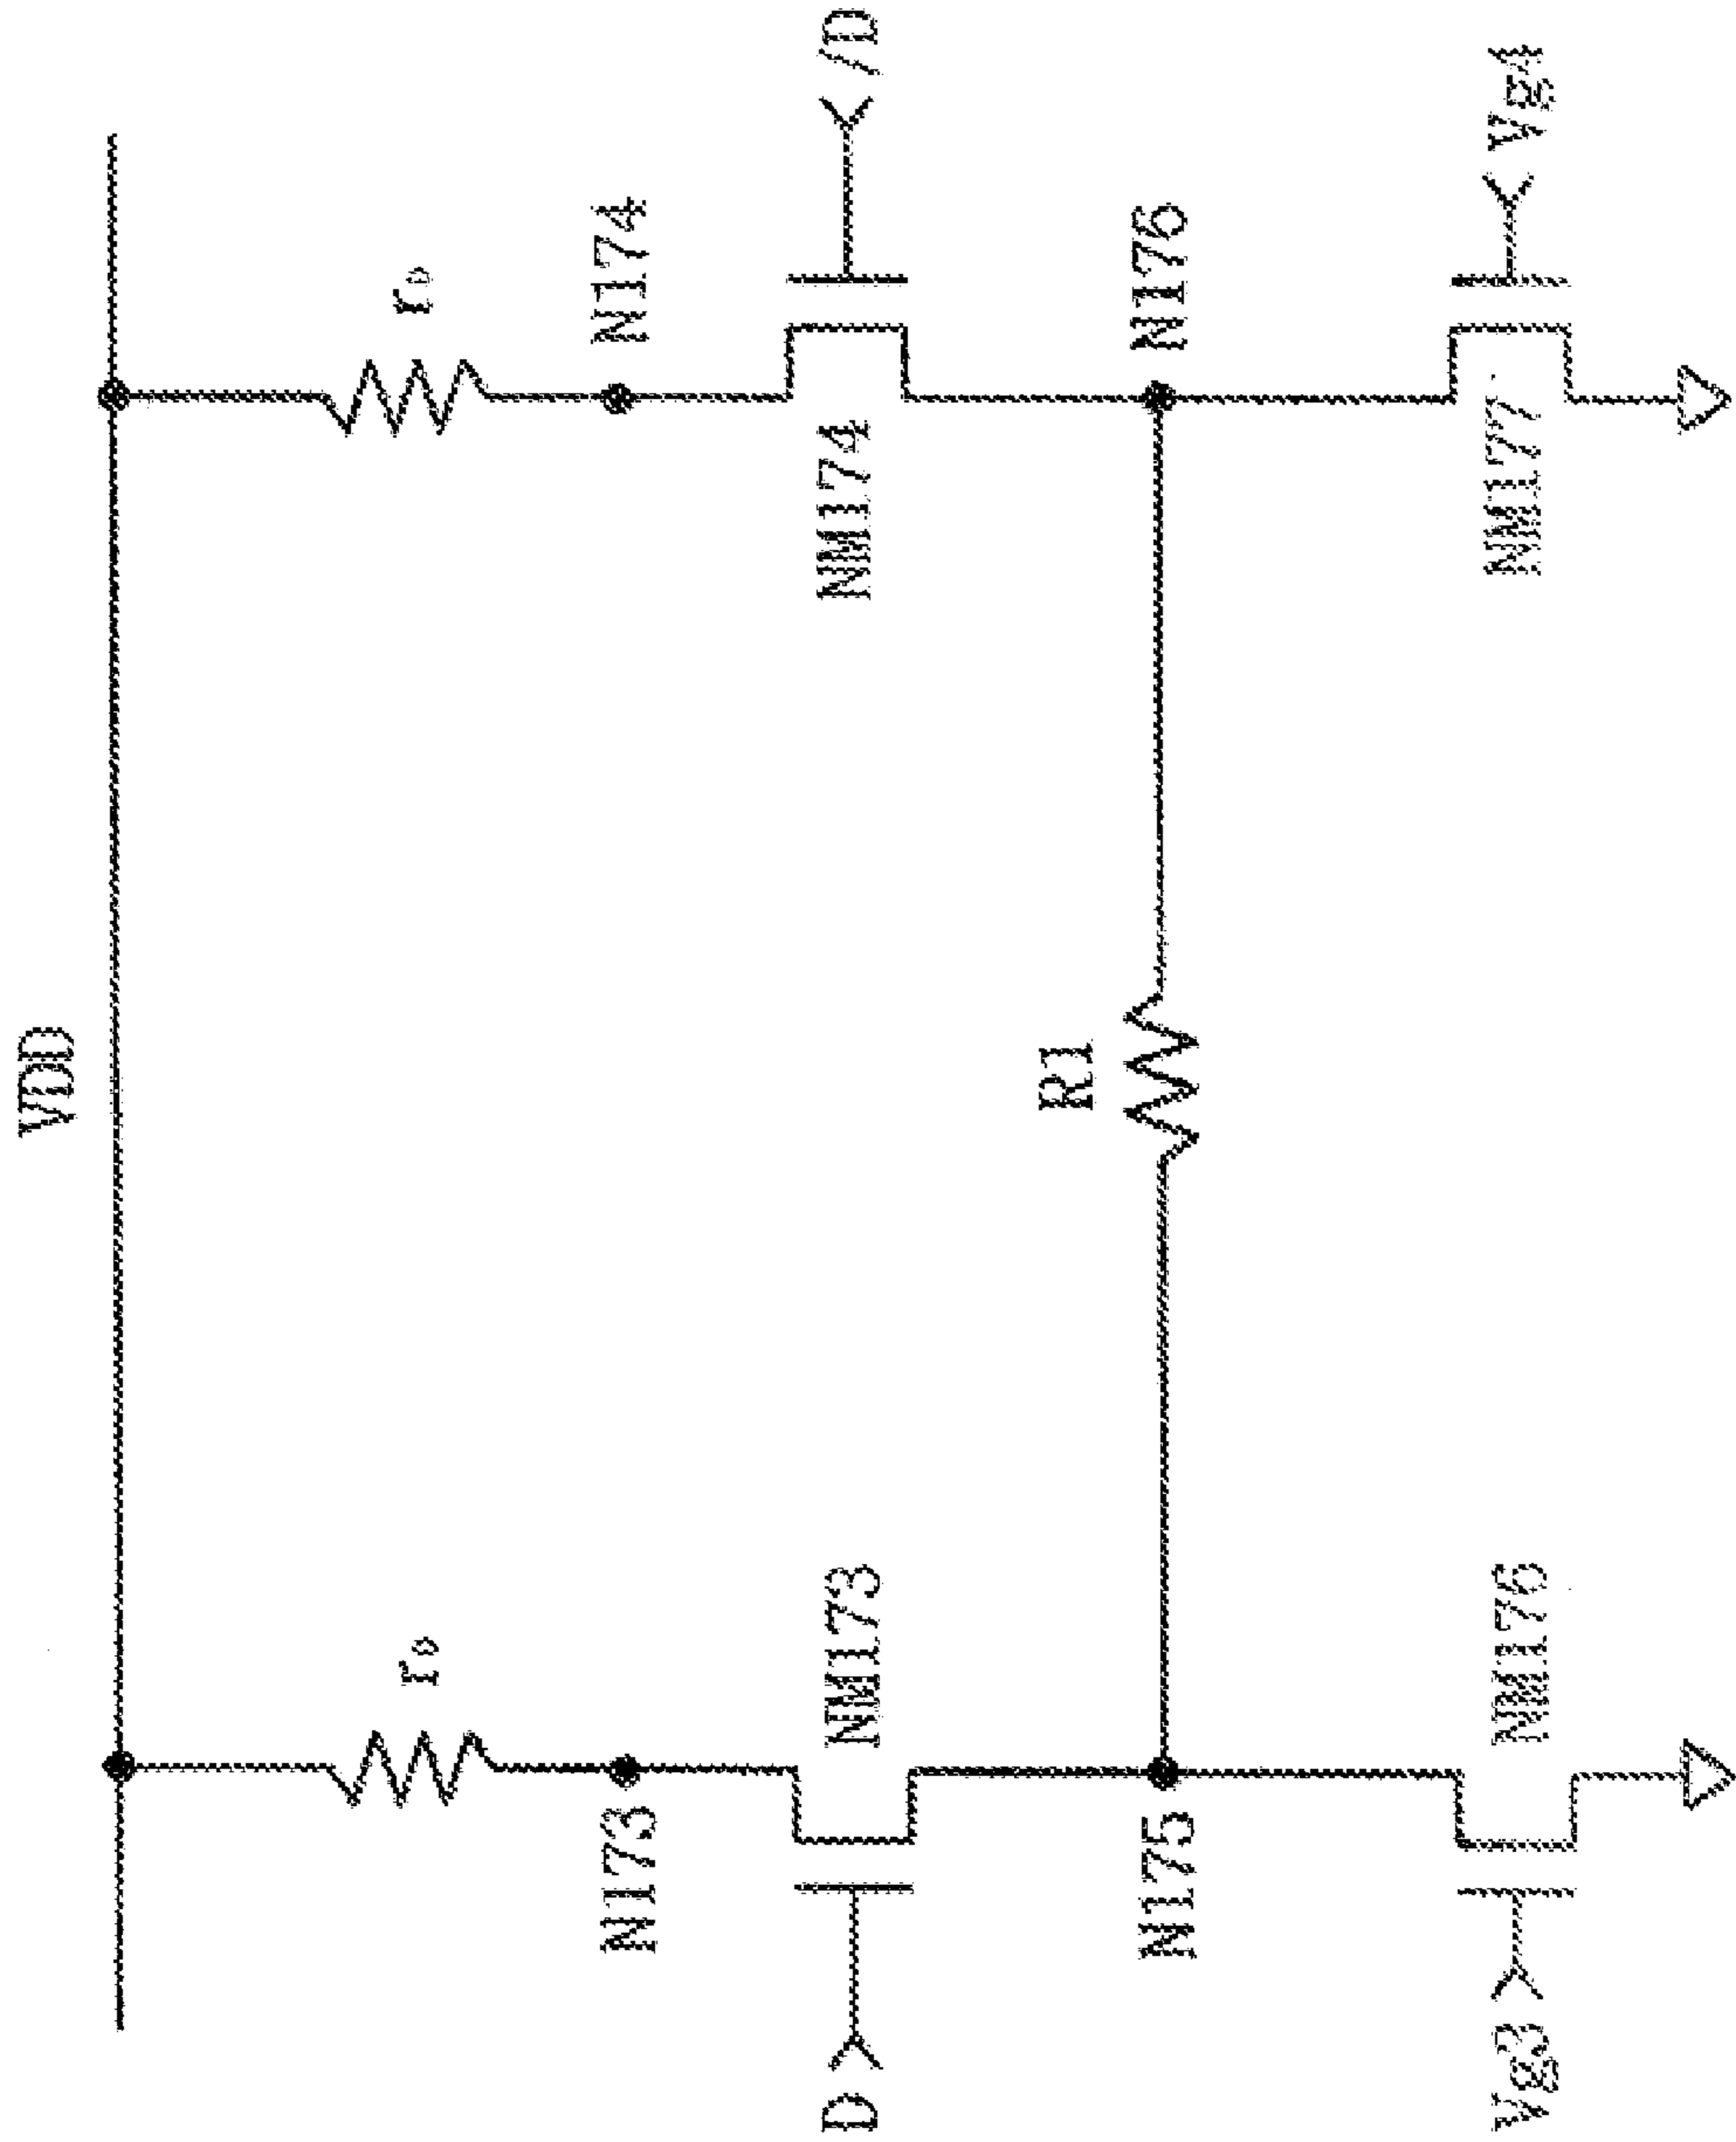 VDD
r₀
r₀
N173
N174
D
NM173
NM174
/D
R1
N175
N176
Vg3
NM176
NM177
Vg4